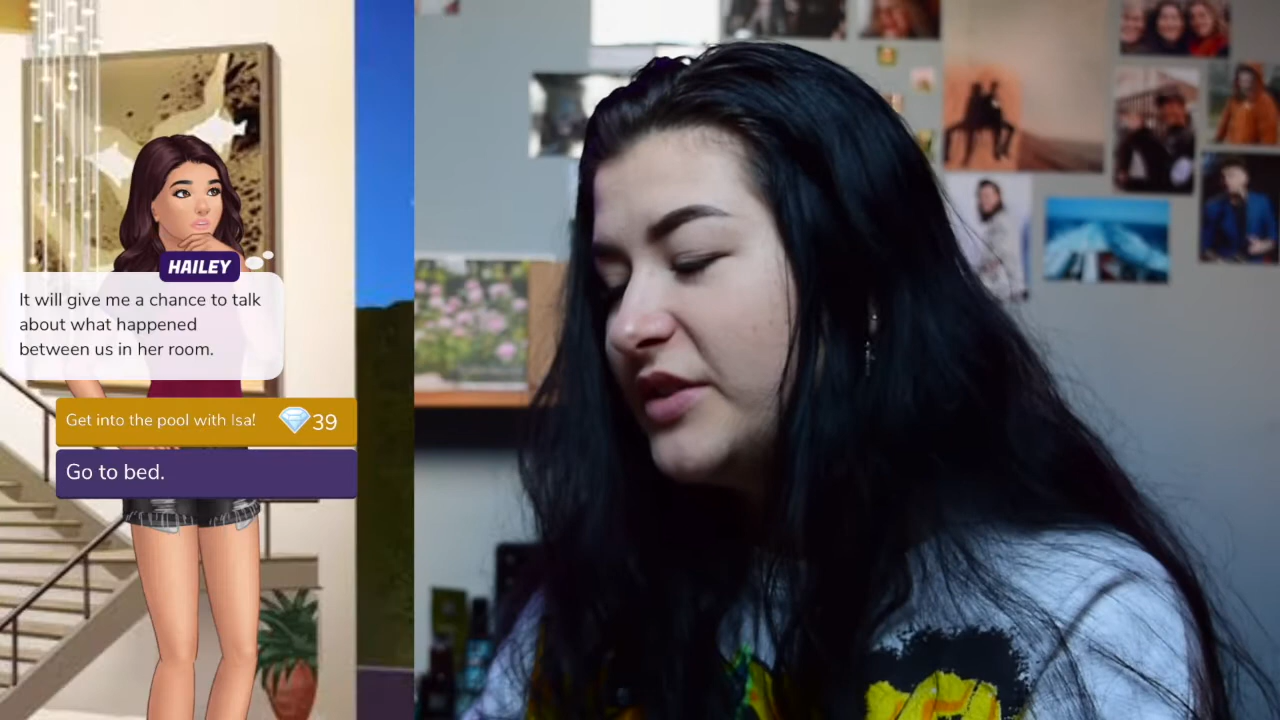 HAILEY
It will give me a chance to talk
about what happened
between us in her room.
Get into the pool with Isa! 39
Go to bed.